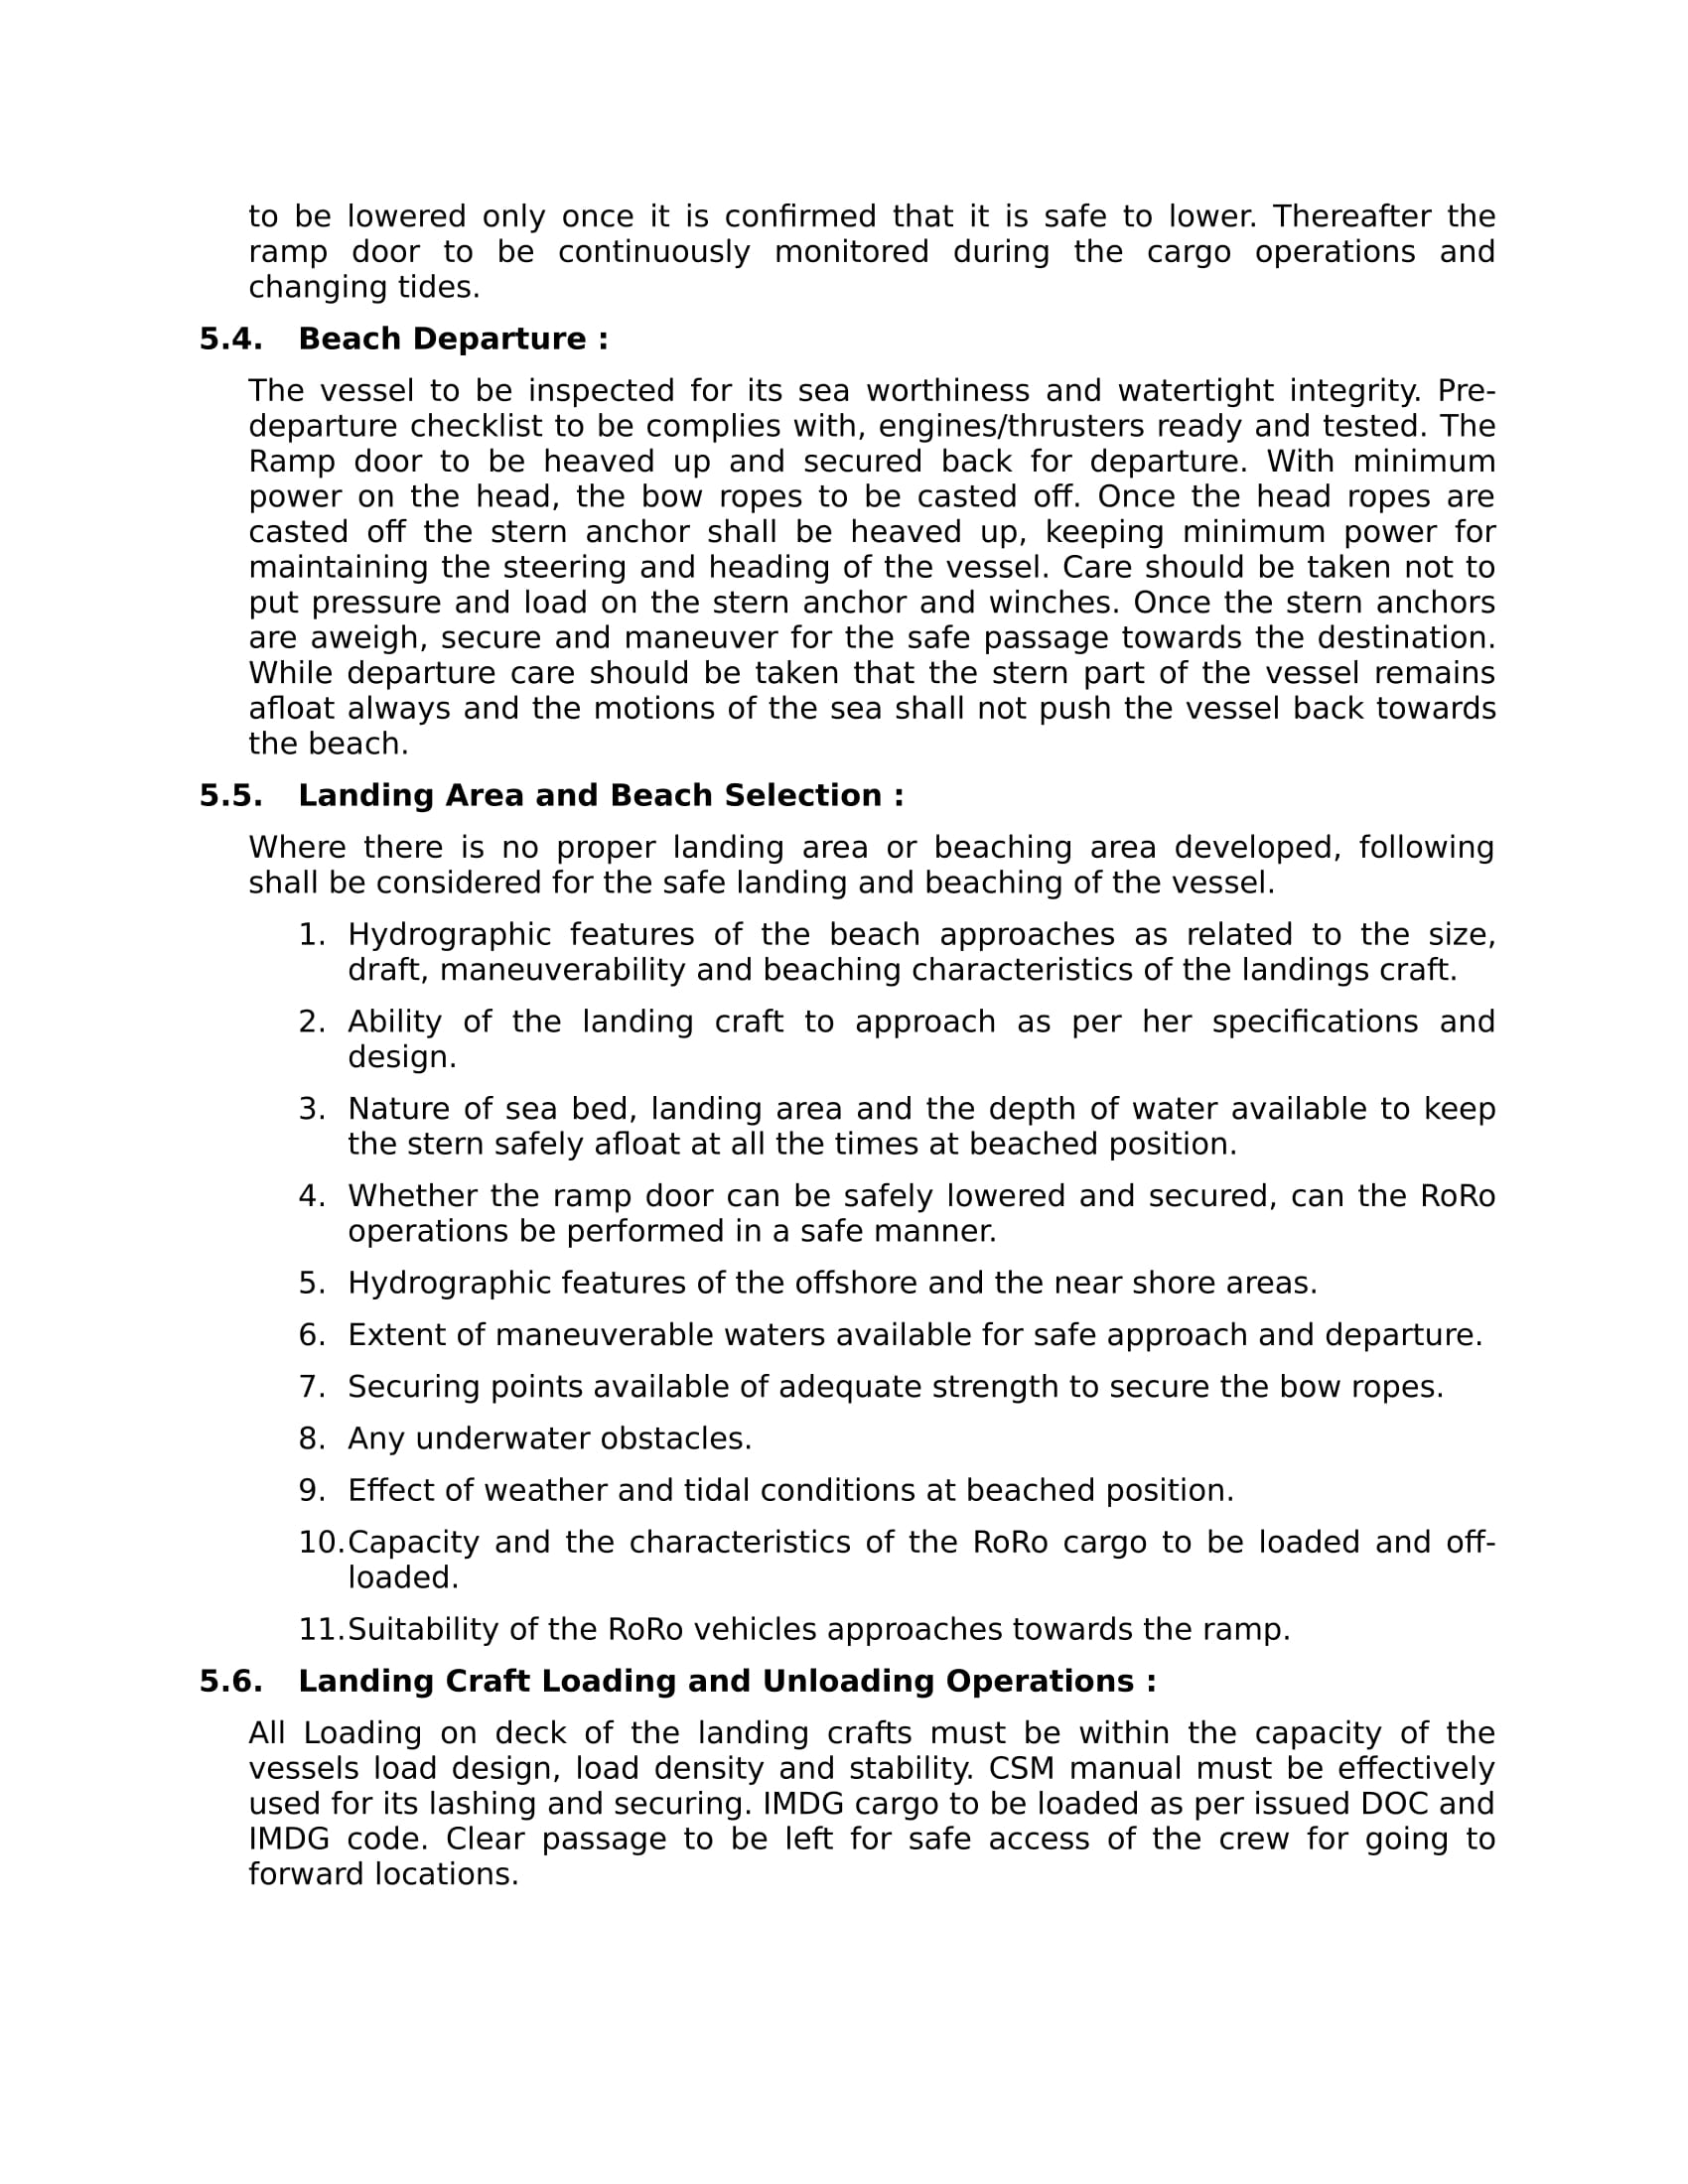 to be lowered only once it is confirmed that it is safe to lower. Thereafter the
ramp door to be continuously monitored during the cargo operations and
changing tides.
5.4. Beach Departure :
The vessel to be inspected for its sea worthiness and watertight integrity. Pre-
departure checklist to be complies with, engines/thrusters ready and tested. The
Ramp door to be heaved up and secured back for departure. With minimum
power on the head, the bow ropes to be casted off. Once the head ropes are
casted off the stern anchor shall be heaved up, keeping minimum power for
maintaining the steering and heading of the vessel. Care should be taken not to
put pressure and load on the stern anchor and winches. Once the stern anchors
are aweigh, secure and maneuver for the safe passage towards the destination.
While departure care should be taken that the stern part of the vessel remains
afloat always and the motions of the sea shall not push the vessel back towards
the beach.
5.5. Landing Area and Beach Selection :
Where there is no proper landing area or beaching area developed, following
shall be considered for the safe landing and beaching of the vessel.
1. Hydrographic features of the beach approaches as related to the size,
draft, maneuverability and beaching characteristics of the landings craft.
2. Ability of the landing craft to approach as per her specifications and
design.
3. Nature of sea bed, landing area and the depth of water available to keep
the stern safely afloat at all the times at beached position.
4. Whether the ramp door can be safely lowered and secured, can the RoRo
operations be performed in a safe manner.
5. Hydrographic features of the offshore and the near shore areas.
6. Extent of maneuverable waters available for safe approach and departure.
7. Securing points available of adequate strength to secure the bow ropes.
8. Any underwater obstacles.
9. Effect of weather and tidal conditions at beached position.
10. Capacity and the characteristics of the RoRo cargo to be loaded and off-
loaded.
11. Suitability of the RoRo vehicles approaches towards the ramp.
5.6. Landing Craft Loading and Unloading Operations :
All Loading on deck of the landing crafts must be within the capacity of the
vessels load design, load density and stability. CSM manual must be effectively
used for its lashing and securing. IMDG cargo to be loaded as per issued DOC and
IMDG code. Clear passage to be left for safe access of the crew for going to
forward locations.